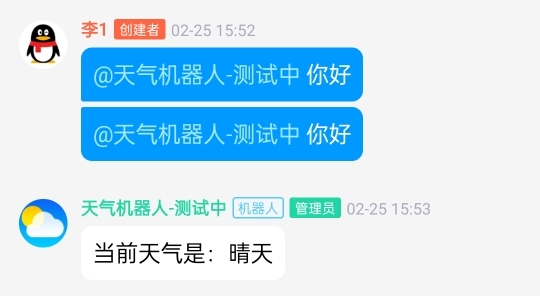 李1 创建者 02-25 15:52
@天气机器人-测试中 你好
@天气机器人-测试中 你好
天气机器人-测试中 机器人 管理员 02-25 15:53
当前天气是：晴天